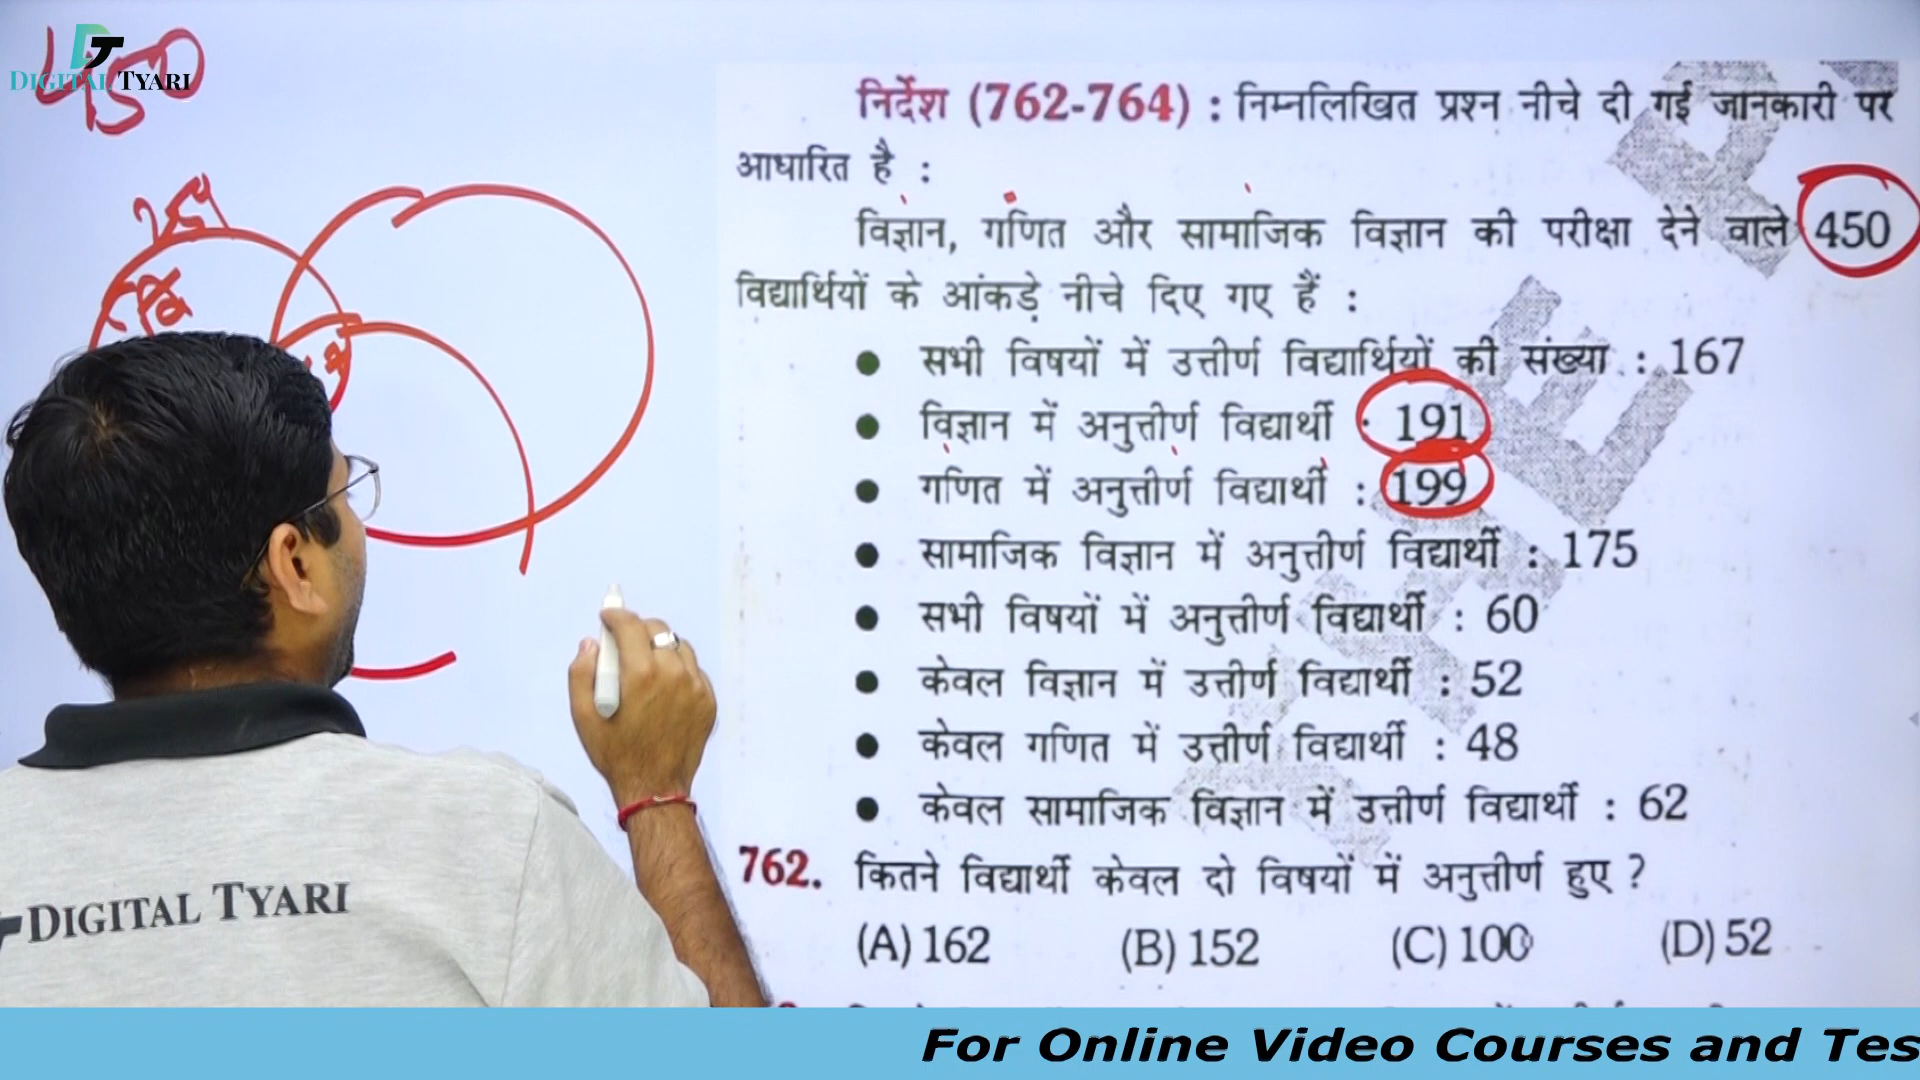 450
DIGITAL TYARI
निर्देश (762-764) : निम्नलिखित प्रश्न नीचे दी गई जानकारी पर
आधारित है :
विज्ञान, गणित और सामाजिक विज्ञान की परीक्षा देने वाले 450
विद्यार्थियों के आंकड़े नीचे दिए गए हैं :
● सभी विषयों में उत्तीर्ण विद्यार्थियों की संख्या : 167
● विज्ञान में अनुत्तीर्ण विद्यार्थी : 191
● गणित में अनुत्तीर्ण विद्यार्थी : 199
● सामाजिक विज्ञान में अनुत्तीर्ण विद्यार्थी : 175
● सभी विषयों में अनुत्तीर्ण विद्यार्थी : 60
● केवल विज्ञान में उत्तीर्ण विद्यार्थी : 52
● केवल गणित में उत्तीर्ण विद्यार्थी : 48
● केवल सामाजिक विज्ञान में उत्तीर्ण विद्यार्थी : 62
762. कितने विद्यार्थी केवल दो विषयों में अनुत्तीर्ण हुए ?
(A) 162 (B) 152 (C) 100 (D) 52
वि
DIGITAL TYARI
For Online Video Courses and Tes